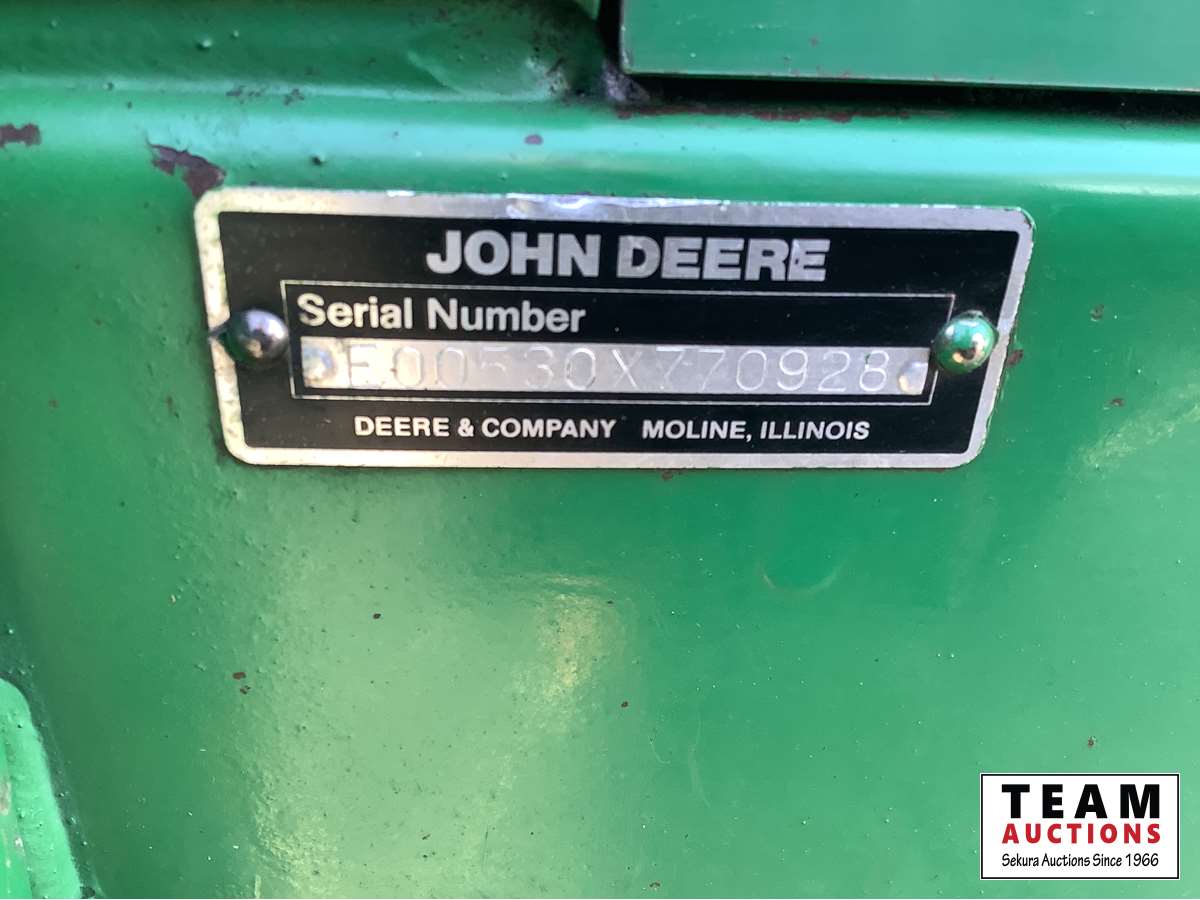 JOHN DEERE
Serial Number
E00530X770928
DEERE & COMPANY MOLINE, ILLINOIS
TEAM
AUCTIONS
Sekura Auctions Since 1966